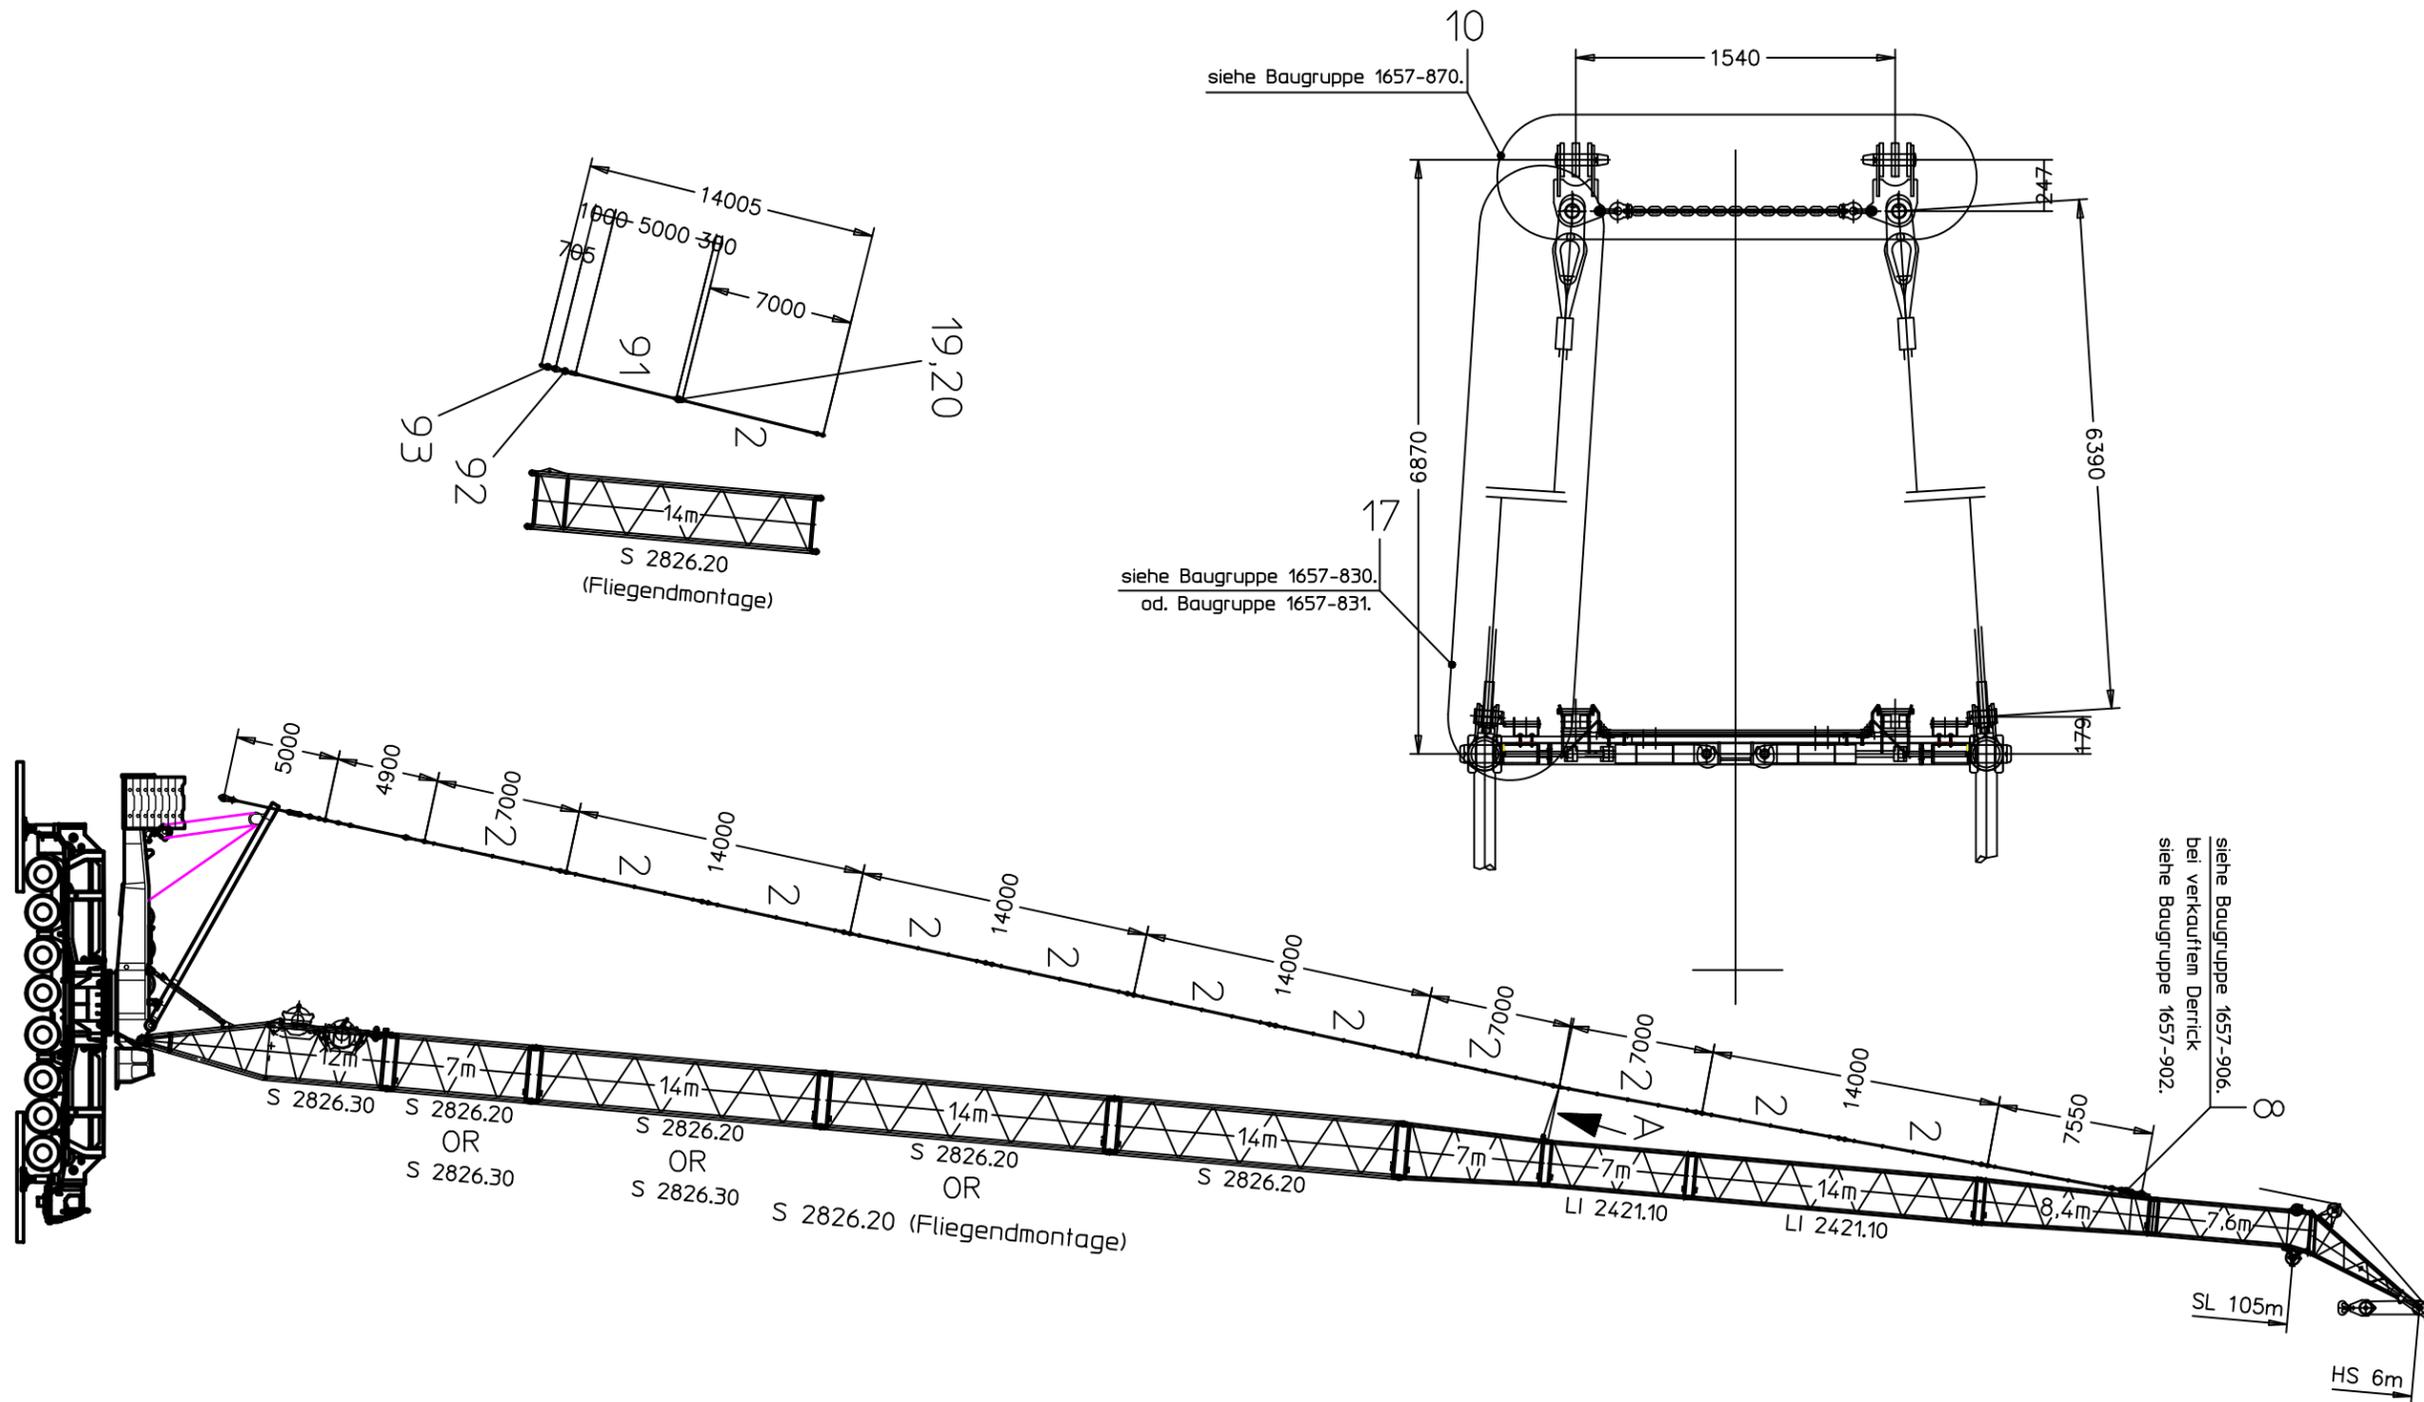 10
siehe Baugruppe 1657-870.
1540
247
6870
6390
17
siehe Baugruppe 1657-830.
od. Baugruppe 1657-831.
179
14005
1000
5000
300
705
7000
91
19,20
2
93
92
14m
S 2826.20
(Fliegendmontage)
5000
4900
7000
14000
14000
14000
7000
7000
14000
7550
2
2
2
2
2
2
2
2
2
2
2
A
siehe Baugruppe 1657-906.
bei verkauftem Derrick
siehe Baugruppe 1657-902.
8
12m
7m
14m
14m
14m
7m
7m
14m
8,4m
7,6m
S 2826.30
S 2826.20
OR
S 2826.30
S 2826.20
OR
S 2826.30
S 2826.20
OR
S 2826.20 (Fliegendmontage)
S 2826.20
LI 2421.10
LI 2421.10
SL 105m
HS 6m